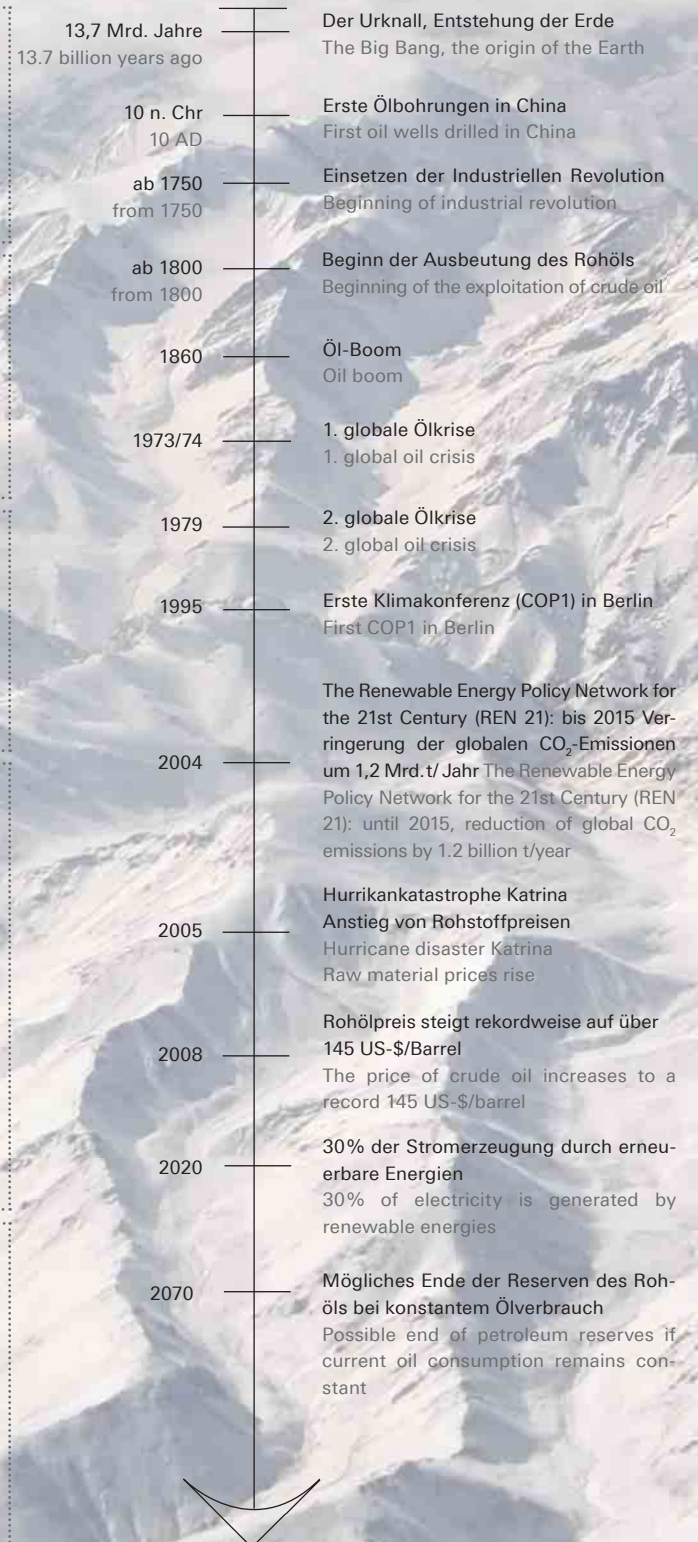 13,7 Mrd. Jahre
13.7 billion years ago
Der Urknall, Entstehung der Erde
The Big Bang, the origin of the Earth
10 n. Chr
10 AD
Erste Ölbohrungen in China
First oil wells drilled in China
ab 1750
from 1750
Einsetzen der Industriellen Revolution
Beginning of industrial revolution
ab 1800
from 1800
Beginn der Ausbeutung des Rohöls
Beginning of the exploitation of crude oil
1860
Öl-Boom
Oil boom
1973/74
1. globale Ölkrise
1. global oil crisis
1979
2. globale Ölkrise
2. global oil crisis
1995
Erste Klimakonferenz (COP1) in Berlin
First COP1 in Berlin
2004
The Renewable Energy Policy Network for
the 21st Century (REN 21): bis 2015 Ver-
ringerung der globalen CO₂-Emissionen
um 1,2 Mrd. t/ Jahr The Renewable Energy
Policy Network for the 21st Century (REN
21): until 2015, reduction of global CO₂
emissions by 1.2 billion t/year
2005
Hurrikankatastrophe Katrina
Anstieg von Rohstoffpreisen
Hurricane disaster Katrina
Raw material prices rise
2008
Rohölpreis steigt rekordweise auf über
145 US-$/Barrel
The price of crude oil increases to a
record 145 US-$/barrel
2020
30% der Stromerzeugung durch erneu-
erbare Energien
30% of electricity is generated by
renewable energies
2070
Mögliches Ende der Reserven des Roh-
öls bei konstantem Ölverbrauch
Possible end of petroleum reserves if
current oil consumption remains con-
stant